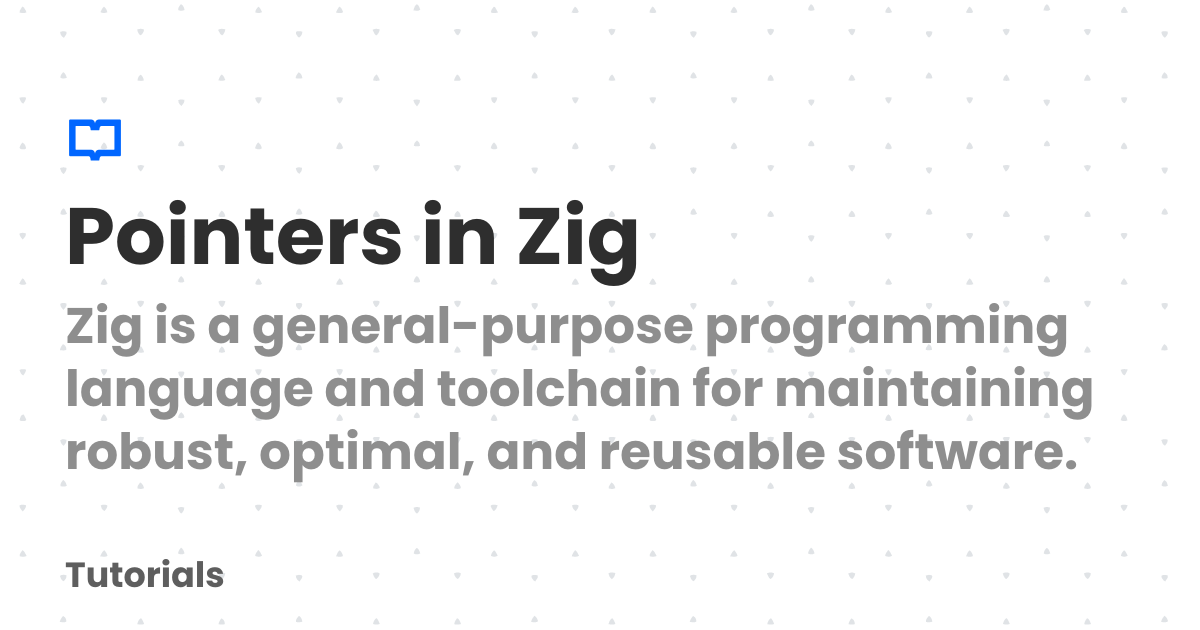 Pointers in Zig
Zig is a general-purpose programming
language and toolchain for maintaining
robust, optimal, and reusable software.
Tutorials